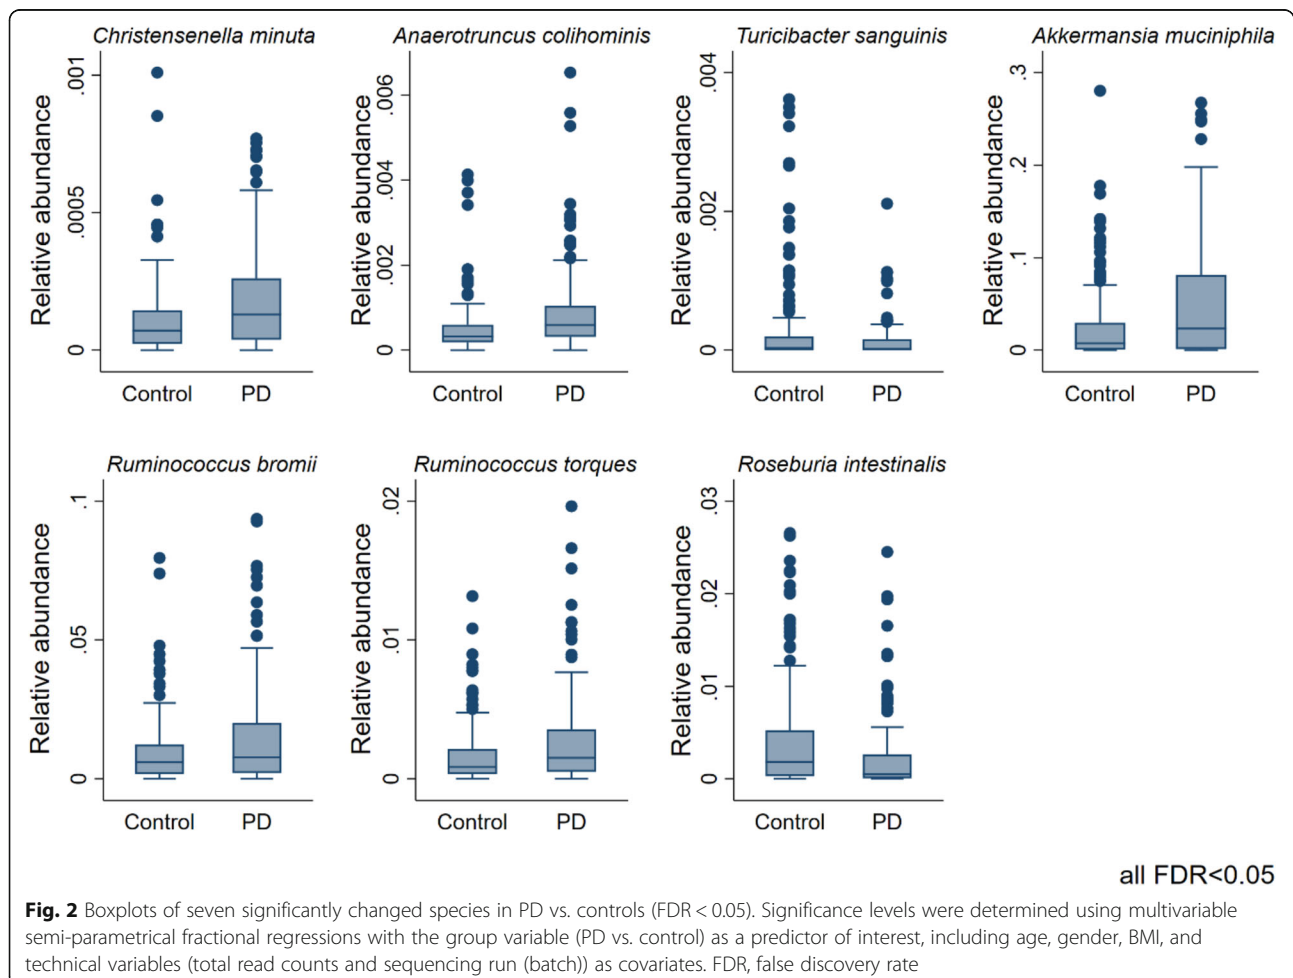 Christensenella minuta
Relative abundance
.001
.0005
0
Control PD
Anaerotruncus colihominis
Relative abundance
.006
.004
.002
0
Control PD
Turicibacter sanguinis
Relative abundance
.004
.002
0
Control PD
Akkermansia muciniphila
Relative abundance
.3
.2
.1
0
Control PD
Ruminococcus bromii
Relative abundance
.1
.05
0
Control PD
Ruminococcus torques
Relative abundance
.02
.01
0
Control PD
Roseburia intestinalis
Relative abundance
.03
.02
.01
0
Control PD
all FDR<0.05
Fig. 2 Boxplots of seven significantly changed species in PD vs. controls (FDR < 0.05). Significance levels were determined using multivariable
semi-parametrical fractional regressions with the group variable (PD vs. control) as a predictor of interest, including age, gender, BMI, and
technical variables (total read counts and sequencing run (batch)) as covariates. FDR, false discovery rate